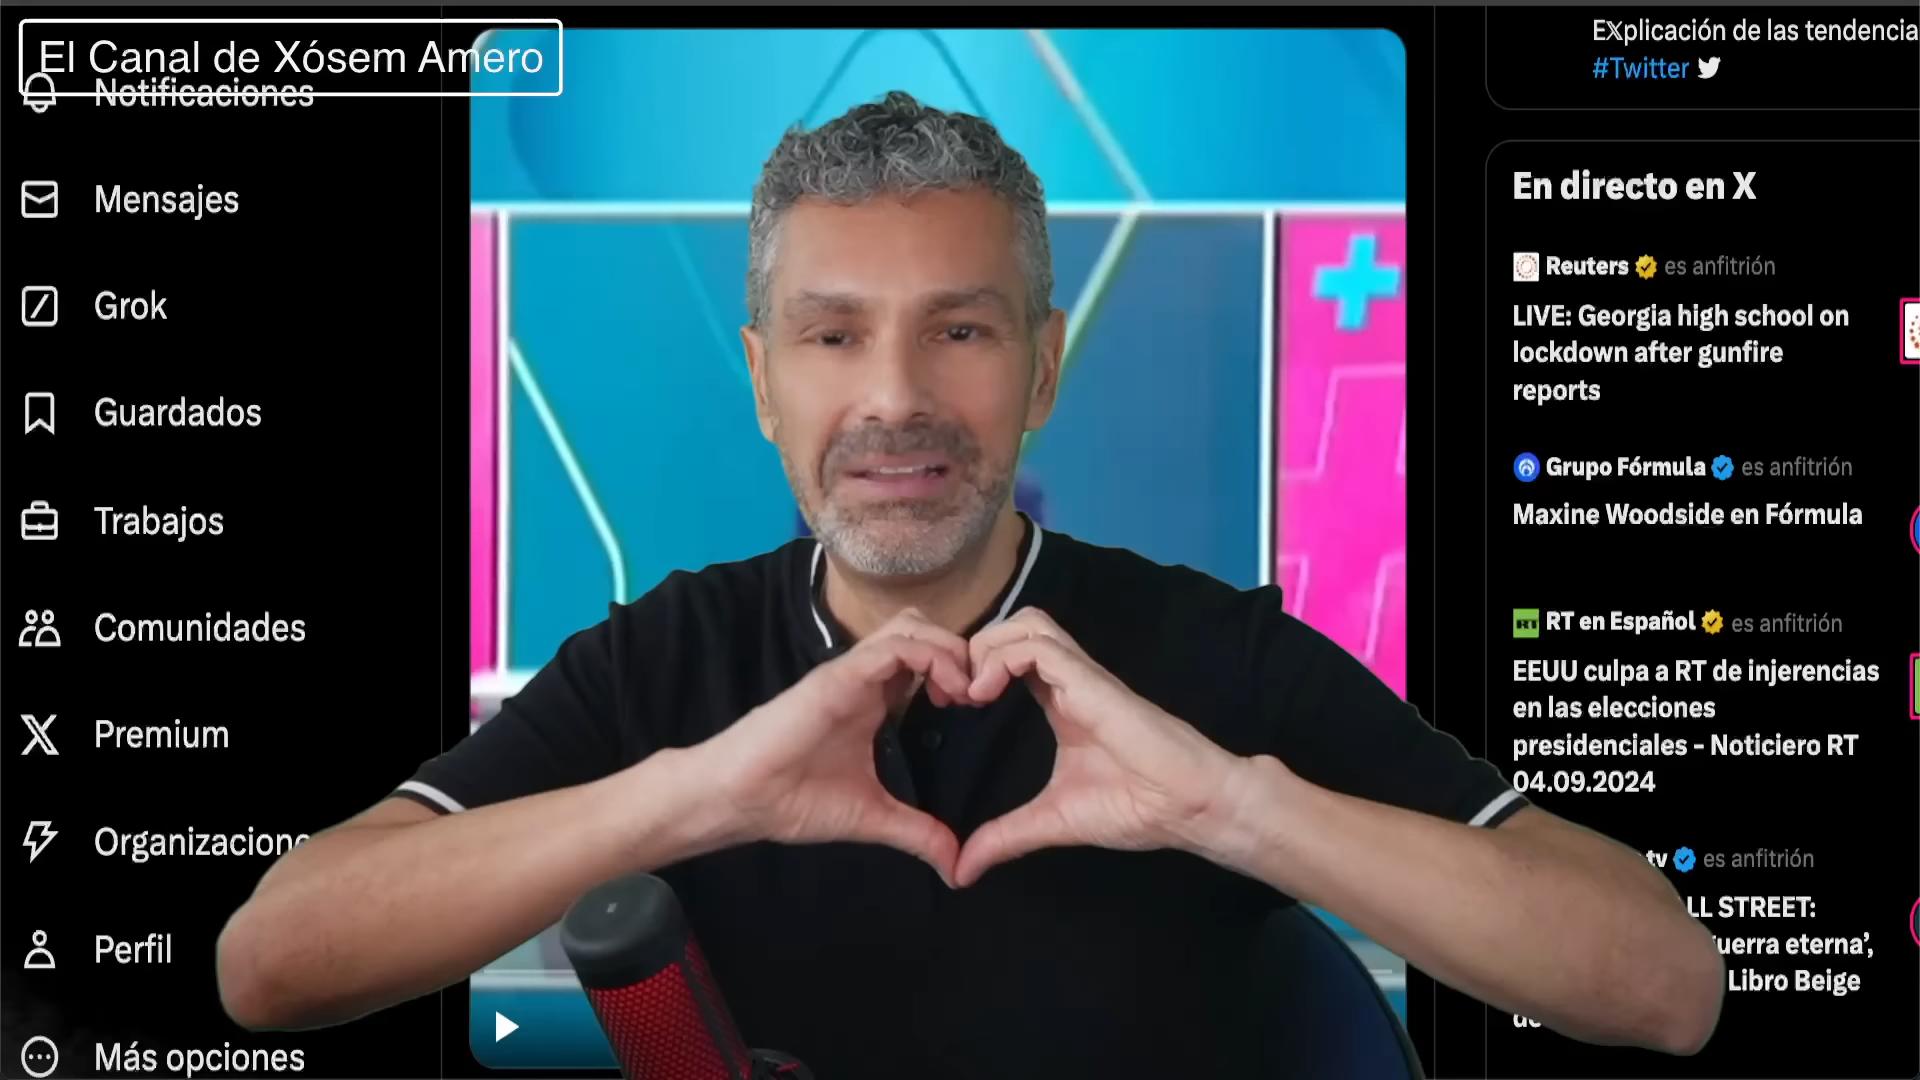 El Canal de Xósem Amero
Notificaciones
Mensajes
Grok
Guardados
Trabajos
Comunidades
Premium
Organizacione
Perfil
Más opciones
E𝕏plicación de las tendencia
#Twitter
En directo en X
Reuters es anfitrión
LIVE: Georgia high school on
lockdown after gunfire
reports
Grupo Fórmula es anfitrión
Maxine Woodside en Fórmula
RT RT en Español es anfitrión
EEUU culpa a RT de injerencias
en las elecciones
presidenciales - Noticiero RT
04.09.2024
tv es anfitrión
LL STREET:
uerra eterna’,
Libro Beige